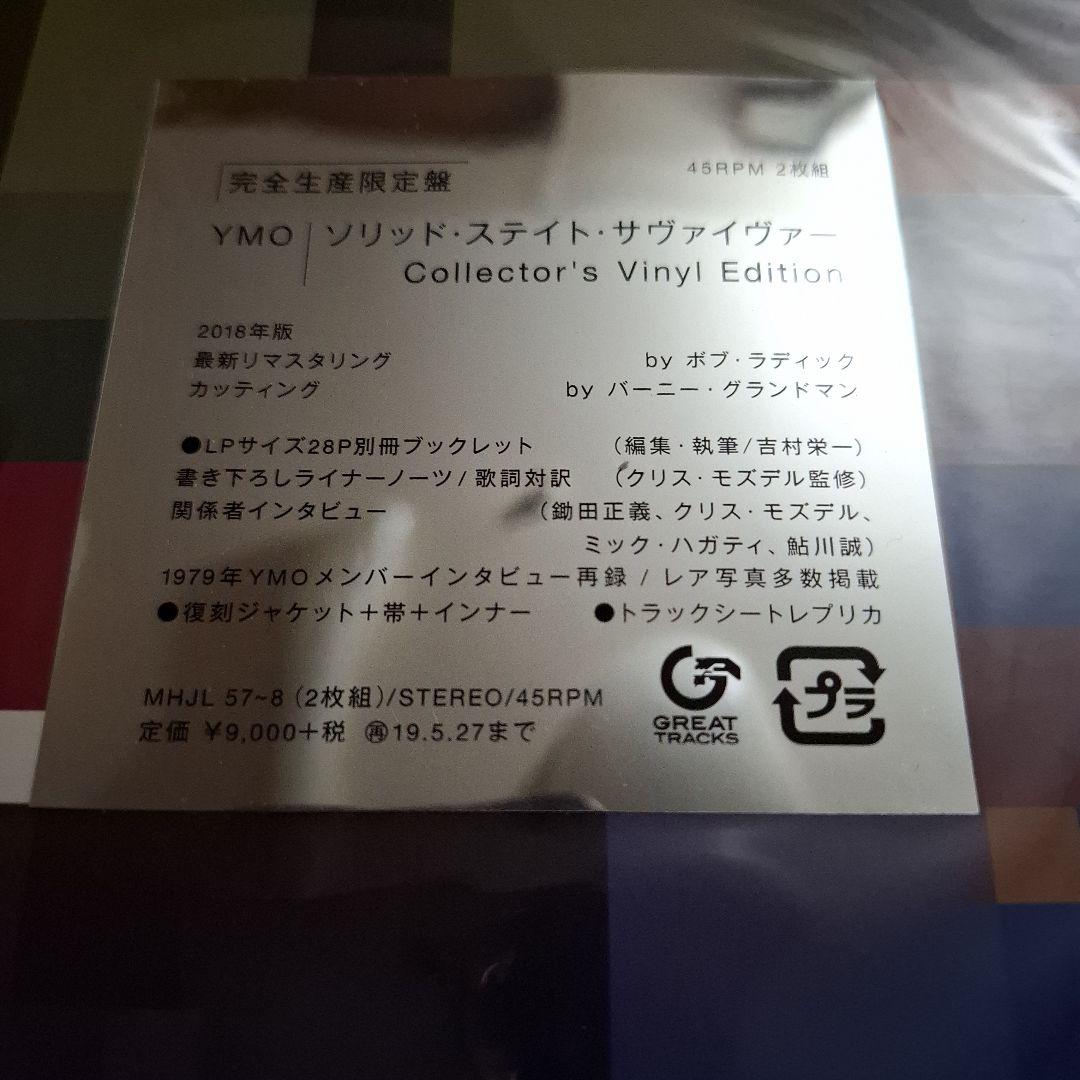 完全生産限定盤
45RPM 2枚組
YMO ソリッド・ステイト・サヴァイヴァー
Collector's Vinyl Edition
2018年版
最新リマスタリング by ボブ・ラディック
カッティング by バーニー・グランドマン
●LPサイズ28P別冊ブックレット (編集・執筆/吉村栄一)
書き下ろしライナーノーツ/歌詞対訳 (クリス・モズデル監修)
関係者インタビュー (鋤田正義、クリス・モズデル、
ミック・ハガティ、鮎川誠)
1979年YMOメンバーインタビュー再録 / レア写真多数掲載
●復刻ジャケット+帯+インナー ●トラックシートレプリカ
MHJL 57~8 (2枚組)/STEREO/45RPM
定価 ¥9,000+税 ㊢19.5.27まで
GREAT
TRACKS
プラ